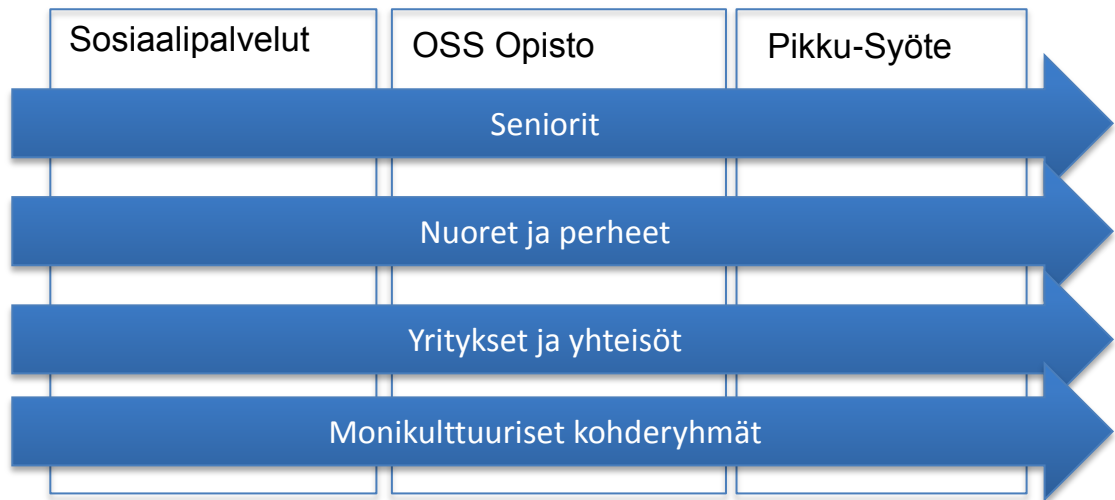 Sosiaalipalvelut
OSS Opisto
Pikku-Syöte
Seniorit
Nuoret ja perheet
Yritykset ja yhteisöt
Monikulttuuriset kohderyhmät